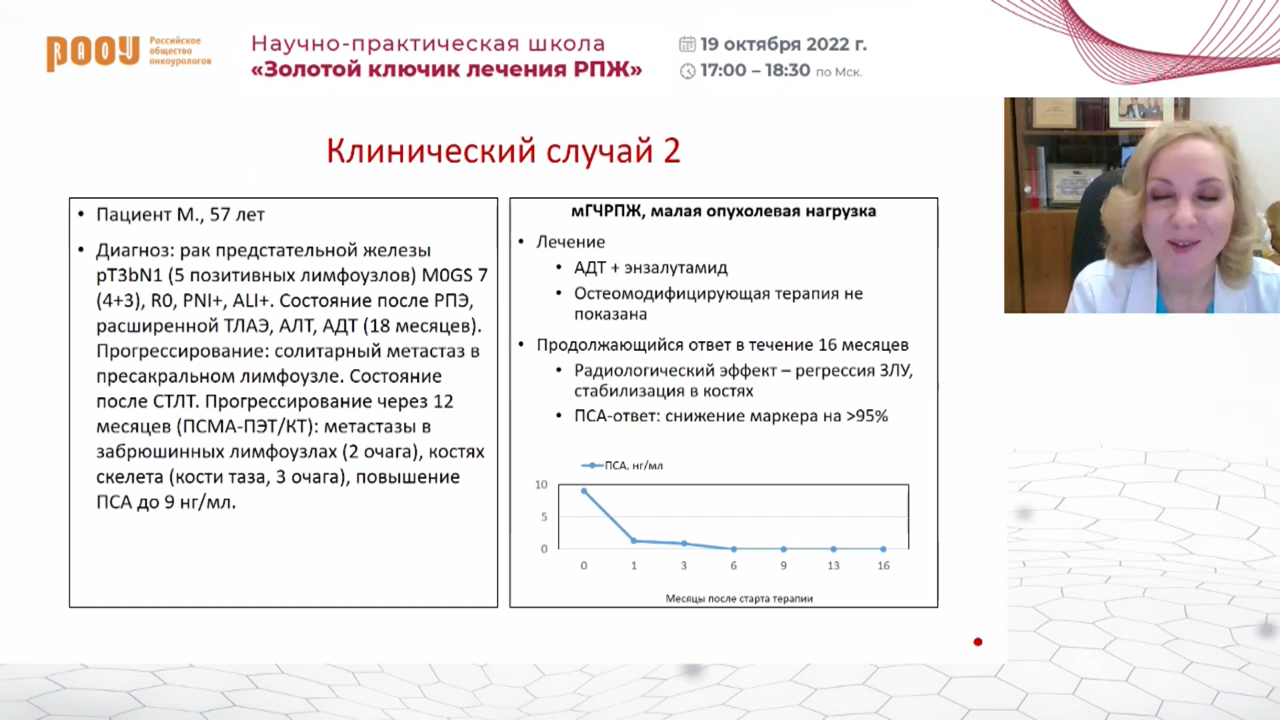 РАОУ
Российское
общество
онкоурологов
Научно-практическая школа
«Золотой ключик лечения РПЖ»
19 октября 2022 г.
17:00 – 18:30 по Мск.
Клинический случай 2
• Пациент М., 57 лет
• Диагноз: рак предстательной железы
pT3bN1 (5 позитивных лимфоузлов) M0GS 7
(4+3), R0, PNI+, ALI+. Состояние после РПЭ,
расширенной ТЛАЭ, АЛТ, АДТ (18 месяцев).
Прогрессирование: солитарный метастаз в
пресакральном лимфоузле. Состояние
после СТЛТ. Прогрессирование через 12
месяцев (ПСМА-ПЭТ/КТ): метастазы в
забрюшинных лимфоузлах (2 очага), костях
скелета (кости таза, 3 очага), повышение
ПСА до 9 нг/мл.
мГЧРПЖ, малая опухолевая нагрузка
• Лечение
• АДТ + энзалутамид
• Остеомодифицирующая терапия не
показана
• Продолжающийся ответ в течение 16 месяцев
• Радиологический эффект – регрессия ЗЛУ,
стабилизация в костях
• ПСА-ответ: снижение маркера на >95%
ПСА, нг/мл
10
5
0
0 1 3 6 9 13 16
Месяцы после старта терапии